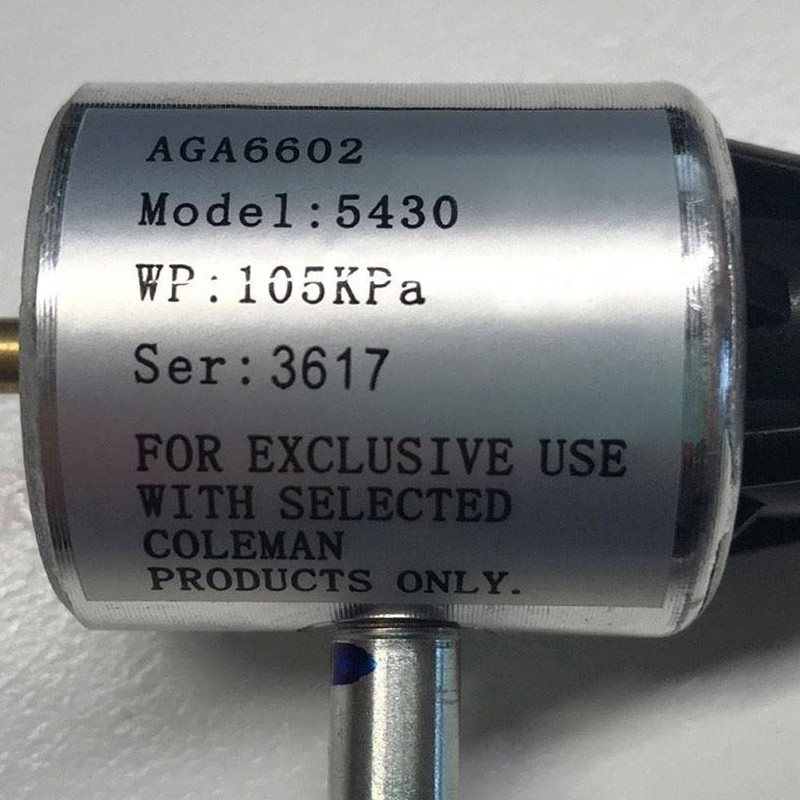 AGA6602
Model:5430
WP:105KPa
Ser:3617
FOR EXCLUSIVE USE
WITH SELECTED
COLEMAN
PRODUCTS ONLY.